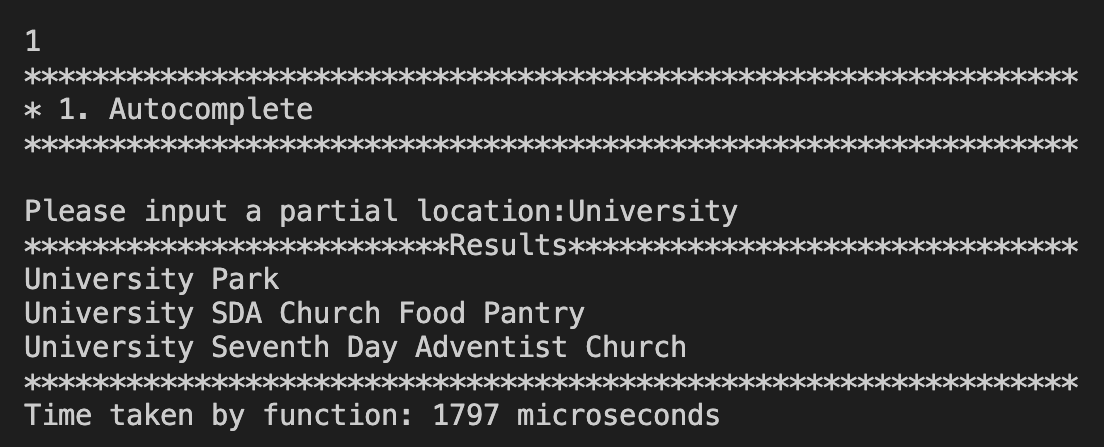 1
**************************************************************
* 1. Autocomplete
**************************************************************
Please input a partial location:University
*************************Results******************************
University Park
University SDA Church Food Pantry
University Seventh Day Adventist Church
**************************************************************
Time taken by function: 1797 microseconds